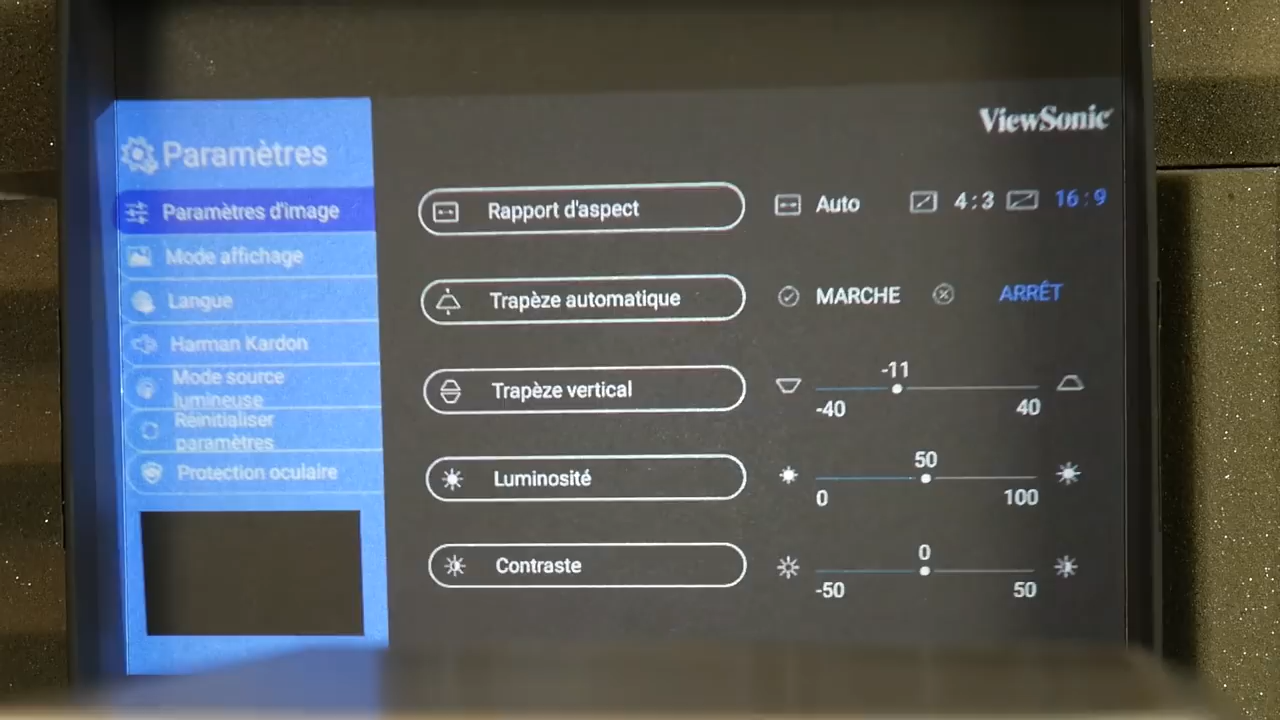 ViewSonic
Paramètres
Paramètres d'image
Mode affichage
Langue
Harman Kardon
Mode source
lumineuse
Réinitialiser
paramètres
Protection oculaire
Rapport d'aspect
Auto 4:3 16:9
Trapèze automatique
MARCHE ARRÊT
Trapèze vertical
-11
-40 40
Luminosité
50
0 100
Contraste
0
-50 50